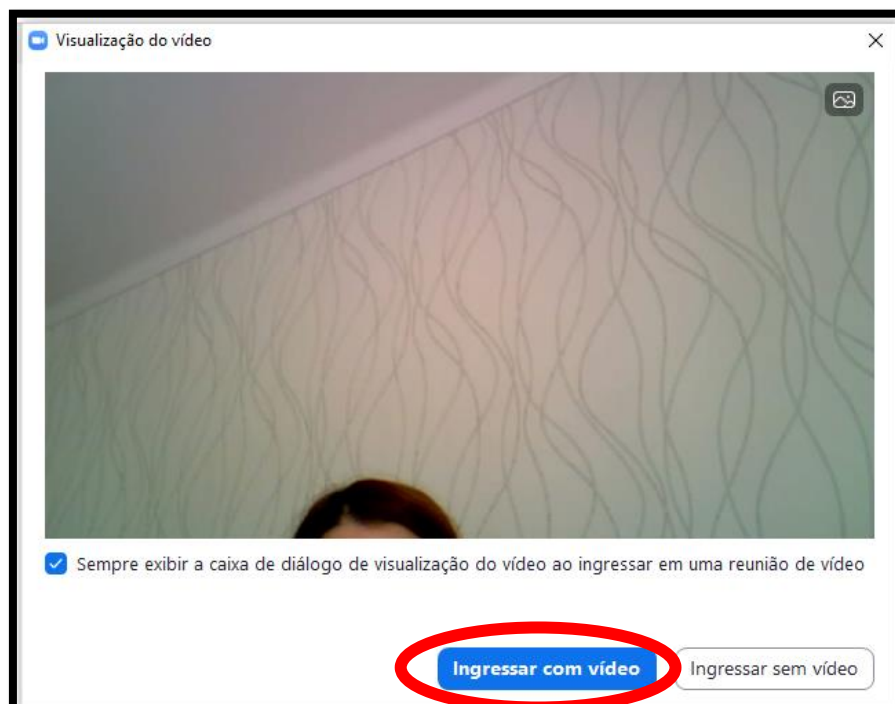 Visualização do vídeo
Sempre exibir a caixa de diálogo de visualização do vídeo ao ingressar em uma reunião de vídeo
Ingressar com vídeo
Ingressar sem vídeo